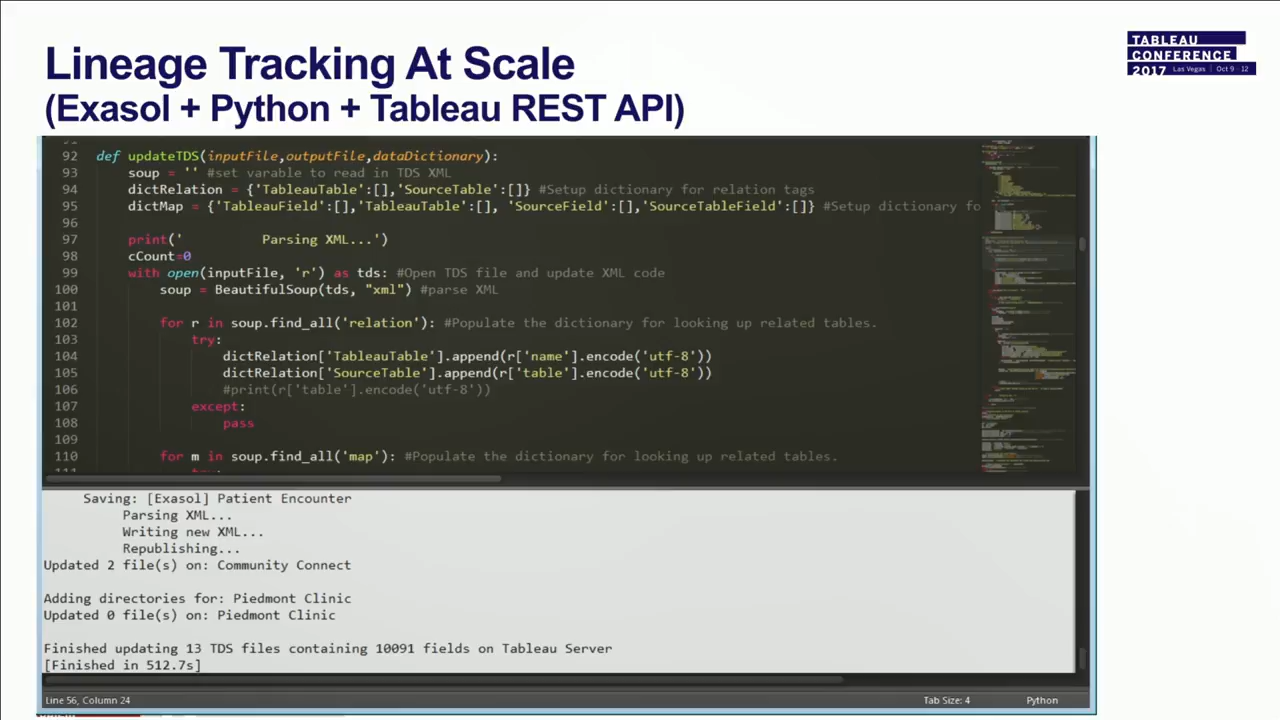 Lineage Tracking At Scale
(Exasol + Python + Tableau REST API)
TABLEAU
CONFERENCE
2017 Las Vegas | Oct 9 - 12
92 def updateTDS(inputFile,outputFile,dataDictionary):
93 soup = '' #set varable to read in TDS XML
94 dictRelation = {'TableauTable':[],'SourceTable':[]} #Setup dictionary for relation tags
95 dictMap = {'TableauField':[],'TableauTable':[], 'SourceField':[],'SourceTableField':[]} #Setup dictionary fo
96
97 print('          Parsing XML...')
98 cCount=0
99 with open(inputFile, 'r') as tds: #Open TDS file and update XML code
100 soup = BeautifulSoup(tds, "xml") #parse XML
101
102 for r in soup.find_all('relation'): #Populate the dictionary for looking up related tables.
103 try:
104 dictRelation['TableauTable'].append(r['name'].encode('utf-8'))
105 dictRelation['SourceTable'].append(r['table'].encode('utf-8'))
106 #print(r['table'].encode('utf-8'))
107 except:
108 pass
109
110 for m in soup.find_all('map'): #Populate the dictionary for looking up related tables.
Saving: [Exasol] Patient Encounter
Parsing XML...
Writing new XML...
Republishing...
Updated 2 file(s) on: Community Connect
Adding directories for: Piedmont Clinic
Updated 0 file(s) on: Piedmont Clinic
Finished updating 13 TDS files containing 10091 fields on Tableau Server
[Finished in 512.7s]
Line 56, Column 24
Tab Size: 4
Python